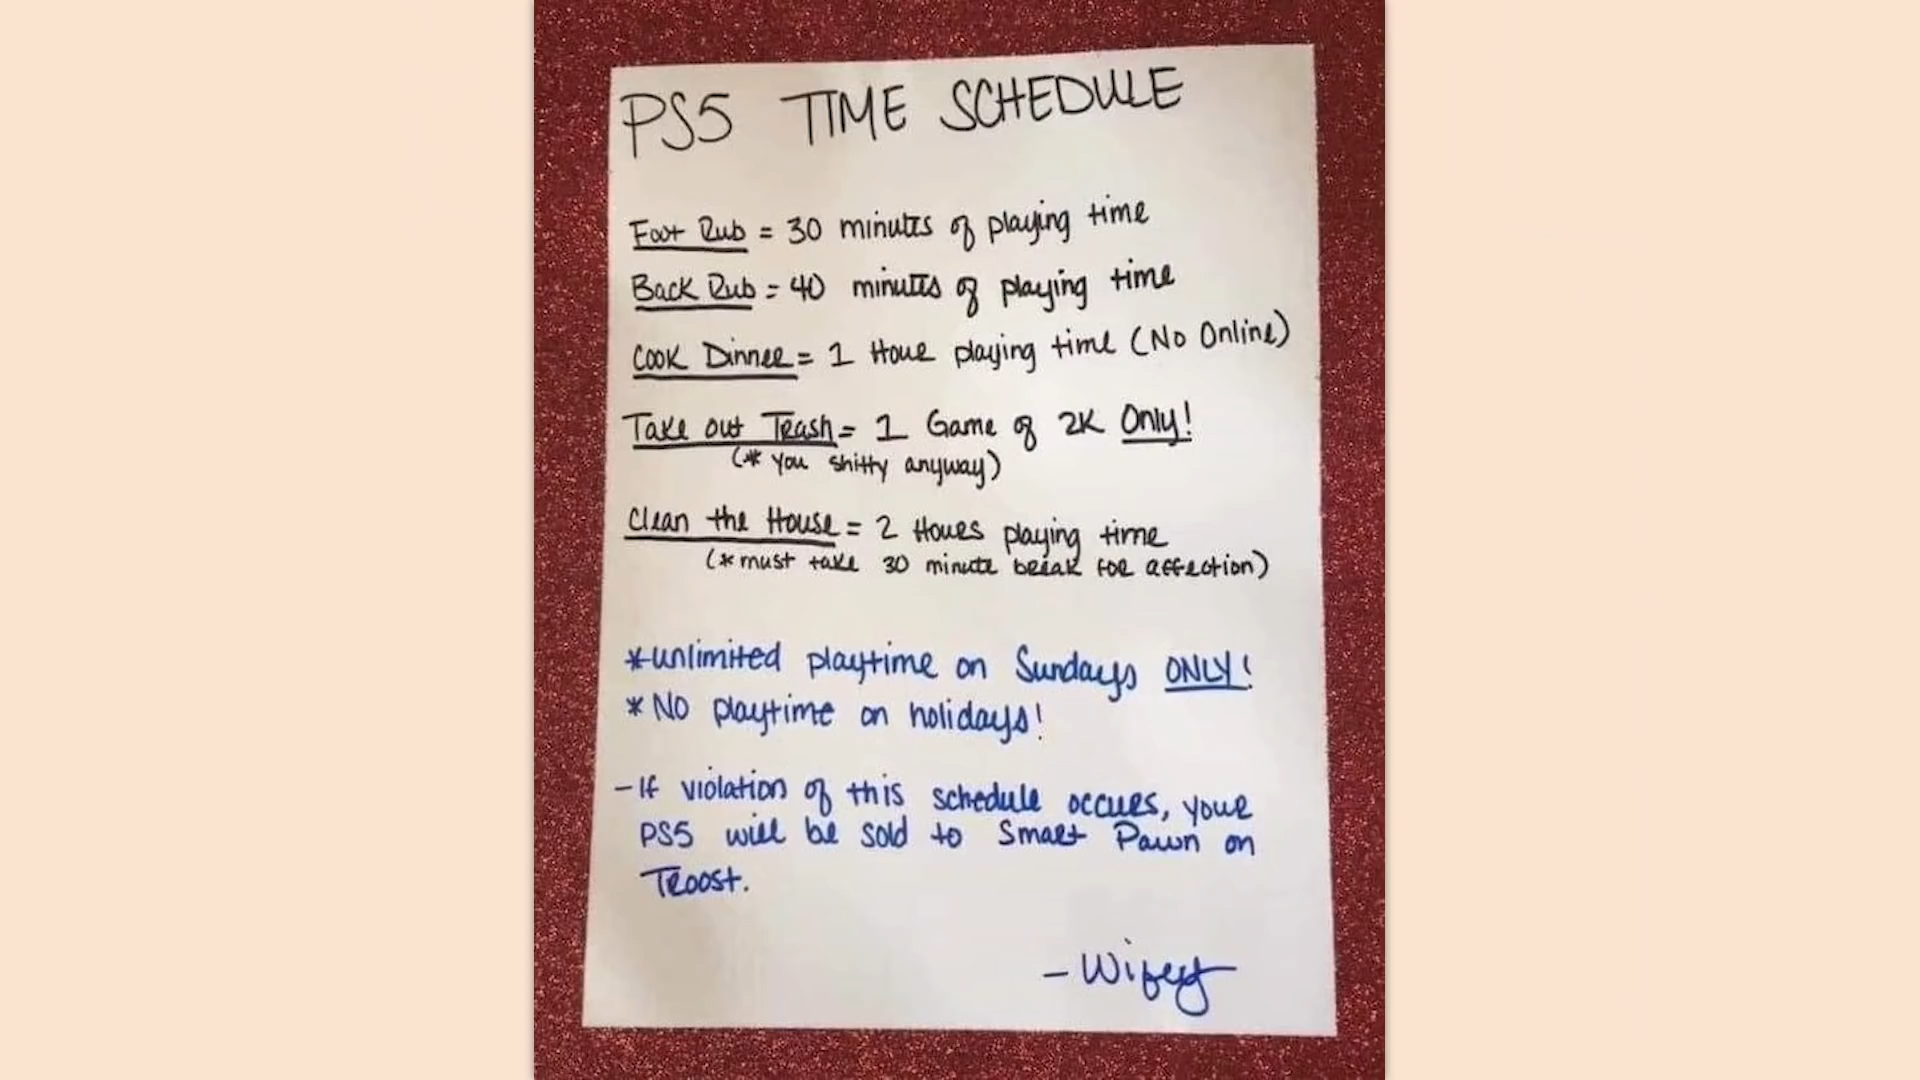 PS5 TIME SCHEDULE
Foot Rub = 30 minutes of playing time
Back Rub = 40 minutes of playing time
Cook Dinner = 1 Hour playing time (No Online)
Take out Trash = 1 Game of 2K Only!
(* you shitty anyway)
Clean the House = 2 Hours playing time
(* must take 30 minute break for affection)
* unlimited playtime on Sundays ONLY!
* No playtime on holidays!
- If violation of this schedule occurs, your
PS5 will be sold to Smart Pawn on
Troost.
- Wifey